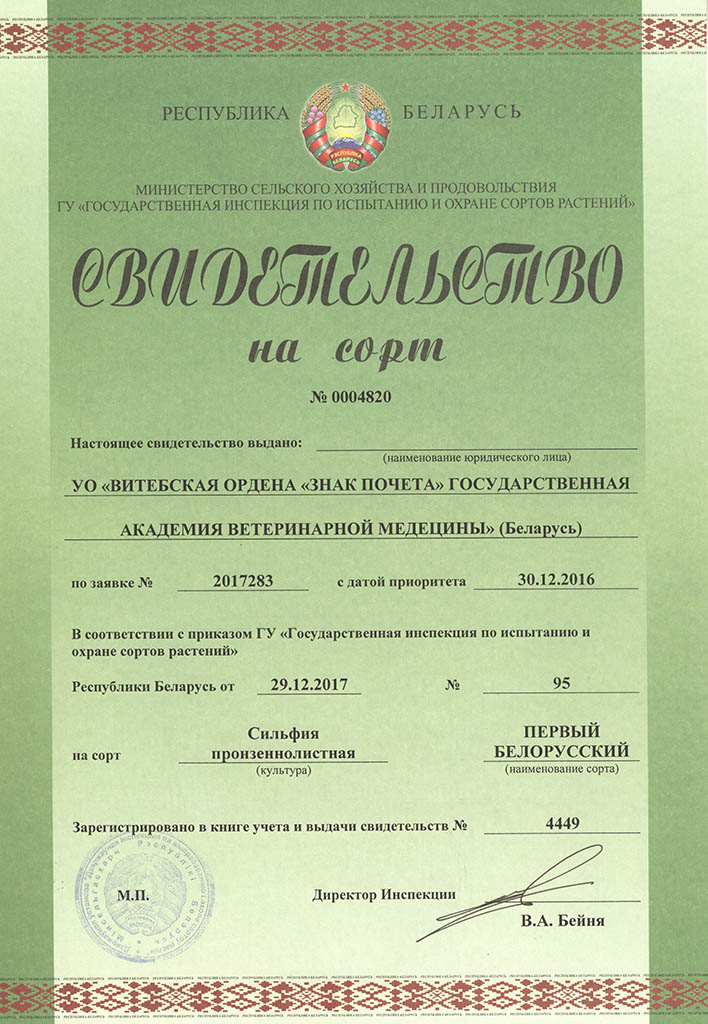 РЕСПУБЛИКА БЕЛАРУСЬ
РЭСПУБЛІКА
БЕЛАРУСЬ
МИНИСТЕРСТВО СЕЛЬСКОГО ХОЗЯЙСТВА И ПРОДОВОЛЬСТВИЯ
ГУ «ГОСУДАРСТВЕННАЯ ИНСПЕКЦИЯ ПО ИСПЫТАНИЮ И ОХРАНЕ СОРТОВ РАСТЕНИЙ»
СВИДЕТЕЛЬСТВО
на сорт
№ 0004820
Настоящее свидетельство выдано:
(наименование юридического лица)
УО «ВИТЕБСКАЯ ОРДЕНА «ЗНАК ПОЧЕТА» ГОСУДАРСТВЕННАЯ
АКАДЕМИЯ ВЕТЕРИНАРНОЙ МЕДЕЦИНЫ» (Беларусь)
по заявке № 2017283 с датой приоритета 30.12.2016
В соответствии с приказом ГУ «Государственная инспекция по испытанию и
охране сортов растений»
Республики Беларусь от 29.12.2017 № 95
Сильфия ПЕРВЫЙ
на сорт пронзеннолистная БЕЛОРУССКИЙ
(культура) (наименование сорта)
Зарегистрировано в книге учета и выдачи свидетельств № 4449
М.П. Директор Инспекции
В.А. Бейня